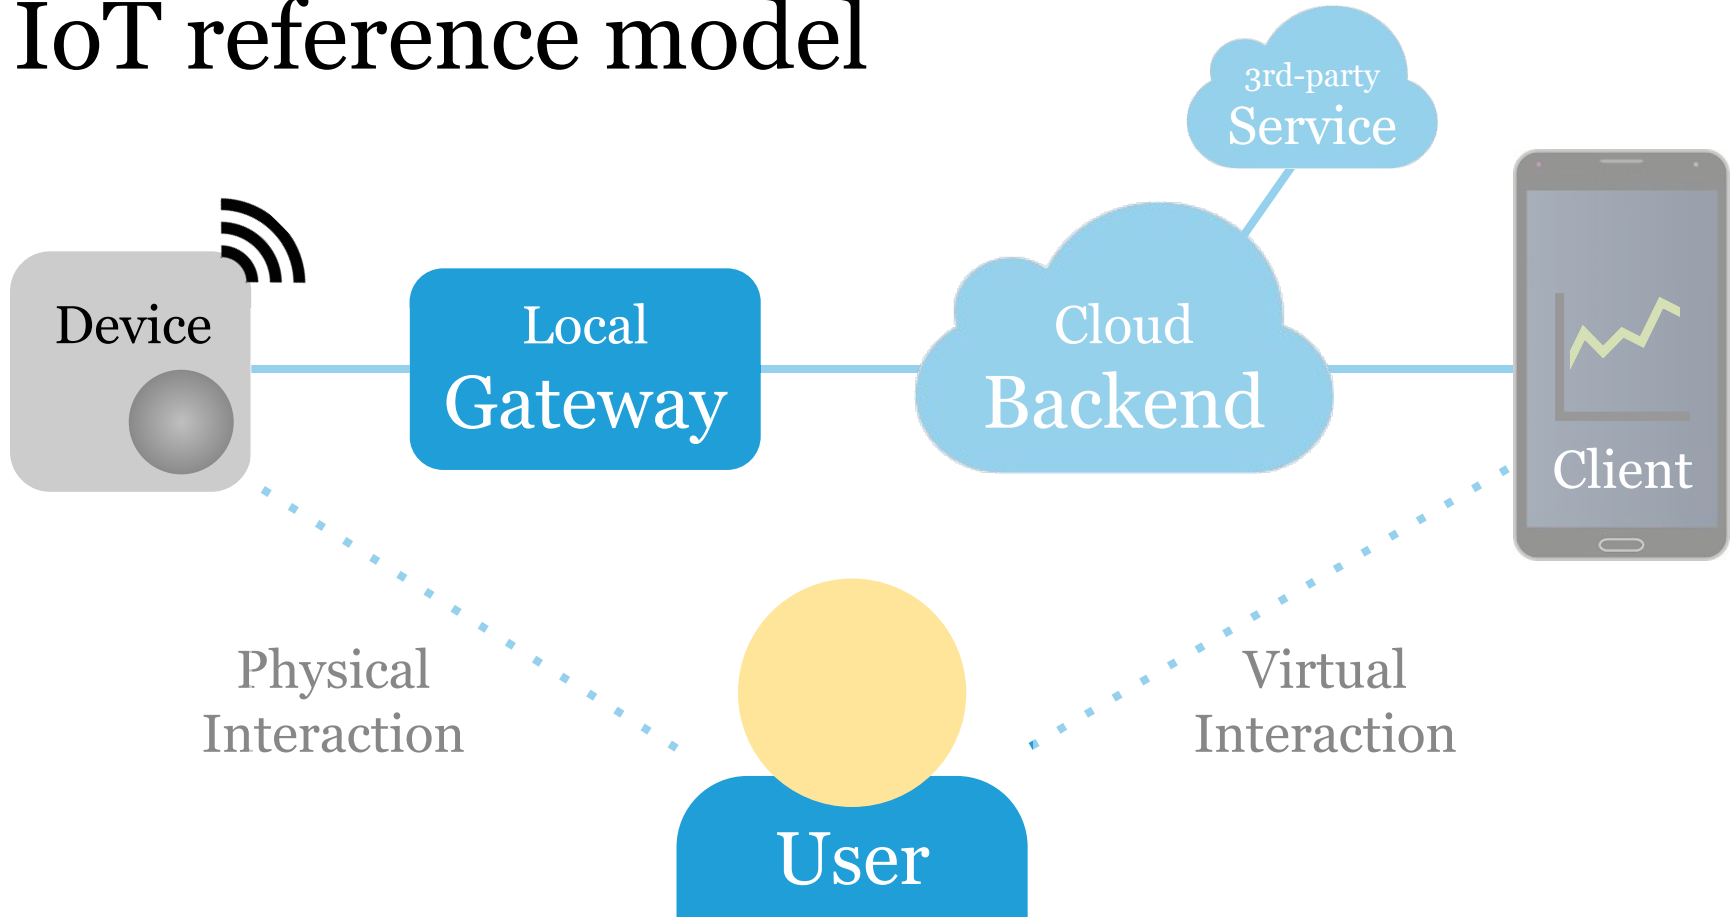 IoT reference model
3rd-party
Service
Device
Local
Gateway
Cloud
Backend
Client
Physical
Interaction
Virtual
Interaction
User